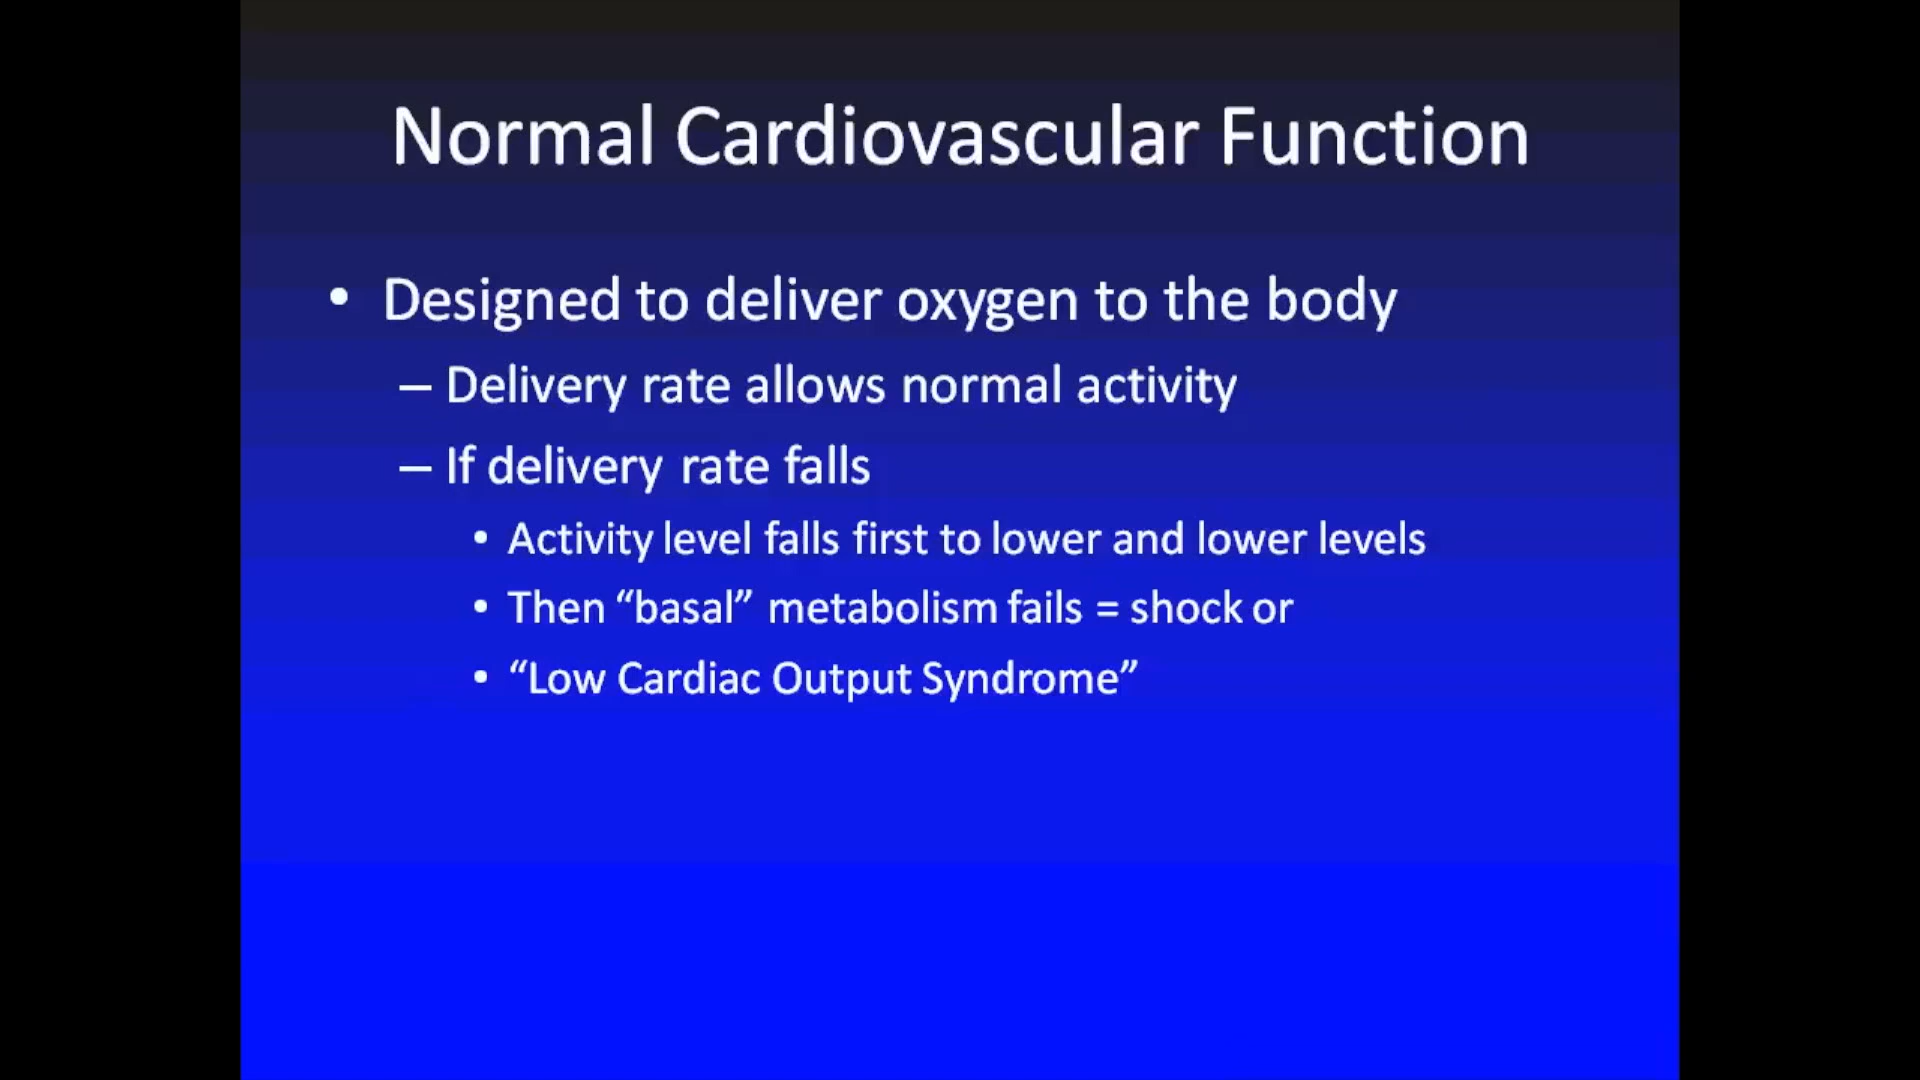 Normal Cardiovascular Function
• Designed to deliver oxygen to the body
– Delivery rate allows normal activity
– If delivery rate falls
• Activity level falls first to lower and lower levels
• Then “basal” metabolism fails = shock or
• “Low Cardiac Output Syndrome”